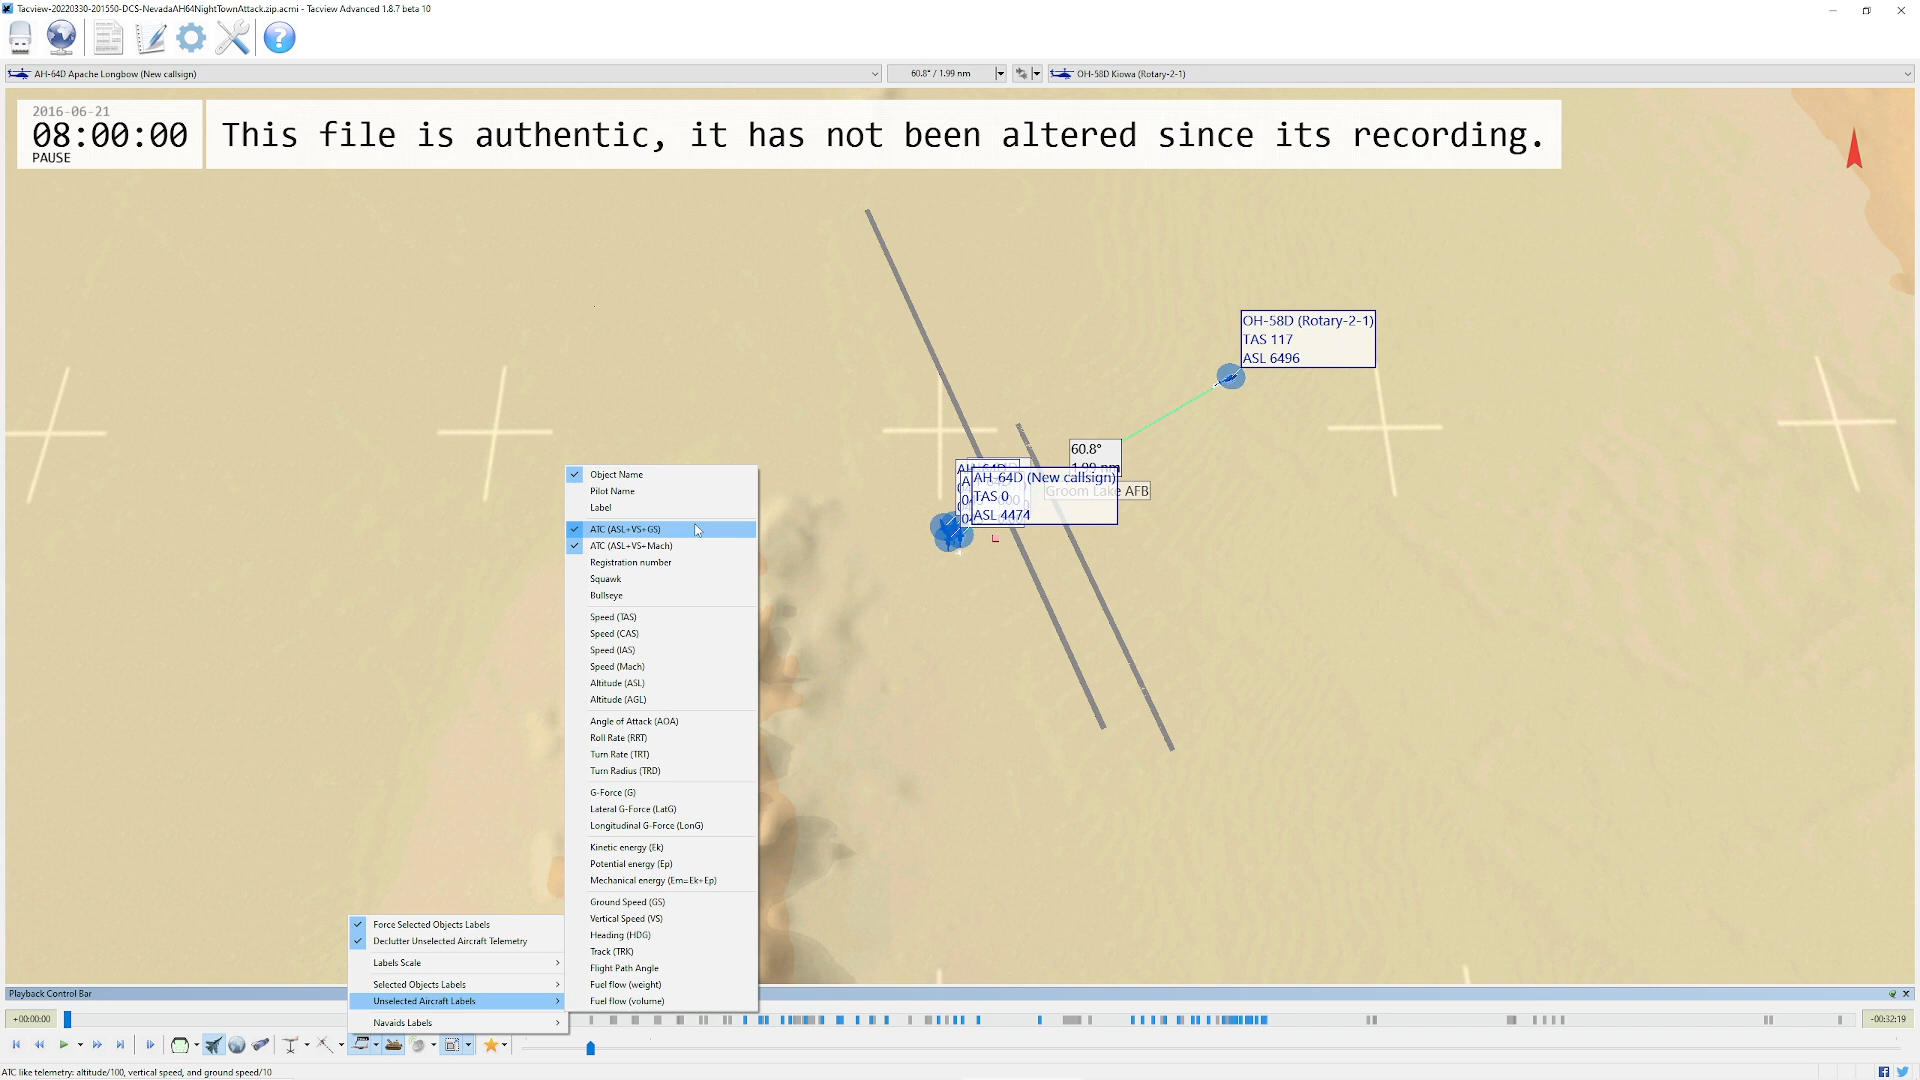 Tacview-20220330-201550-DCS-NevadaAH64NightTownAttack.zip.acmi - Tacview Advanced 1.8.7 beta 10
AH-64D Apache Longbow (New callsign)
60.8° / 1.99 nm
OH-58D Kiowa (Rotary-2-1)
2016-06-21
08:00:00
PAUSE
This file is authentic, it has not been altered since its recording.
OH-58D (Rotary-2-1)
TAS 117
ASL 6496
60.8°
1.99 nm
Groom Lake AFB
AH-64D (New callsign)
TAS 0
ASL 4474
Object Name
Pilot Name
Label
ATC (ASL+VS+GS)
ATC (ASL+VS+Mach)
Registration number
Squawk
Bullseye
Speed (TAS)
Speed (CAS)
Speed (IAS)
Speed (Mach)
Altitude (ASL)
Altitude (AGL)
Angle of Attack (AOA)
Roll Rate (RRT)
Turn Rate (TRT)
Turn Radius (TRD)
G-Force (G)
Lateral G-Force (LatG)
Longitudinal G-Force (LonG)
Kinetic energy (Ek)
Potential energy (Ep)
Mechanical energy (Em=Ek+Ep)
Ground Speed (GS)
Vertical Speed (VS)
Heading (HDG)
Track (TRK)
Flight Path Angle
Fuel flow (weight)
Fuel flow (volume)
Force Selected Objects Labels
Declutter Unselected Aircraft Telemetry
Labels Scale
Selected Objects Labels
Unselected Aircraft Labels
Navaids Labels
Playback Control Bar
+00:00:00
-00:32:19
ATC like telemetry: altitude/100, vertical speed, and ground speed/10